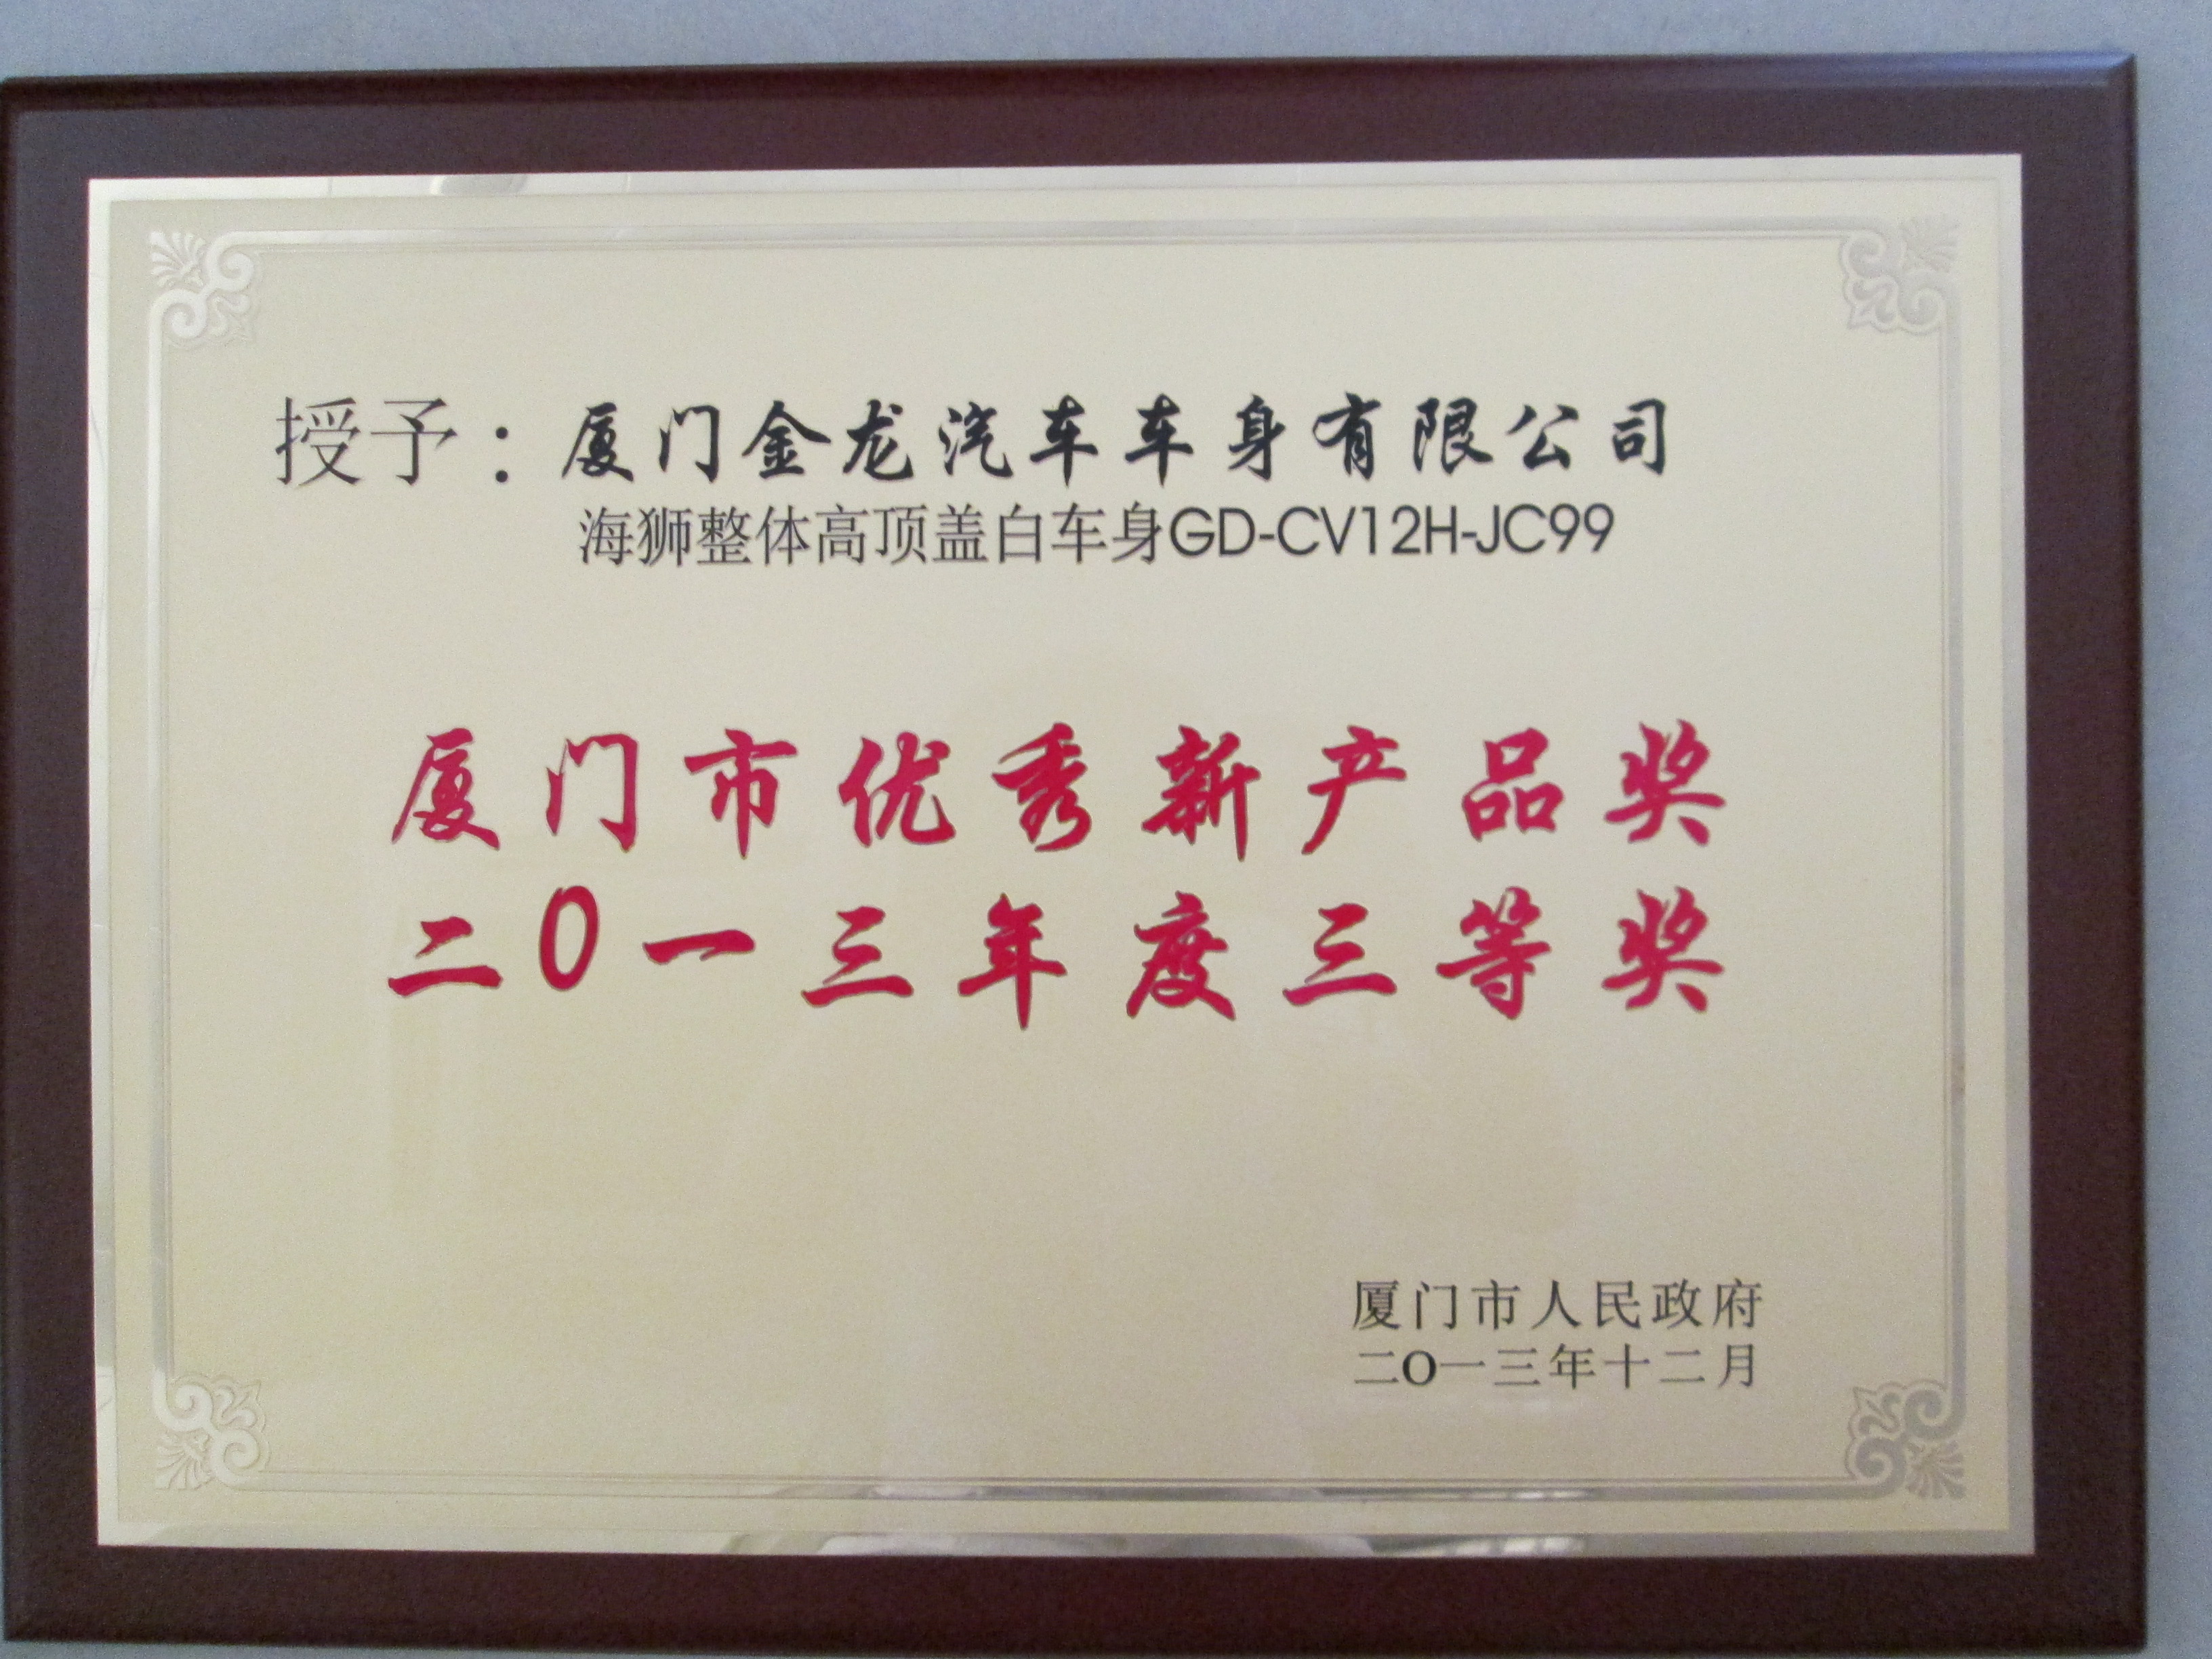 授予：厦门金龙汽车车身有限公司
海狮整体高顶盖白车身GD-CV12H-JC99
厦门市优秀新产品奖
二0一三年度三等奖
厦门市人民政府
二O一三年十二月